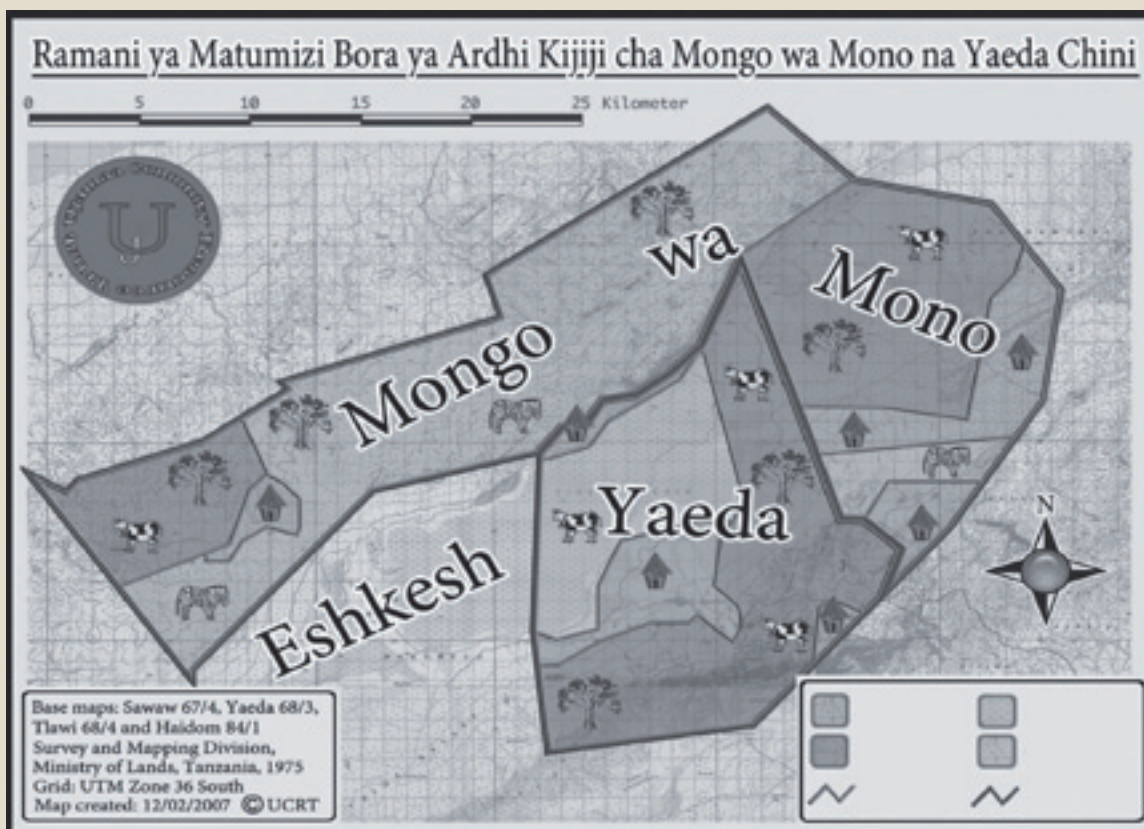 Ramani ya Matumizi Bora ya Ardhi Kijiji cha Mongo wa Mono na Yaeda Chini
0 5 10 15 20 25 Kilometer
wa
Mono
Mongo
Yaeda
Eshkesh
N
Base maps: Sawaw 67/4, Yaeda 68/3,
Tlawi 68/4 and Haidom 84/1
Survey and Mapping Division,
Ministry of Lands, Tanzania, 1975
Grid: UTM Zone 36 South
Map created: 12/02/2007 © UCRT